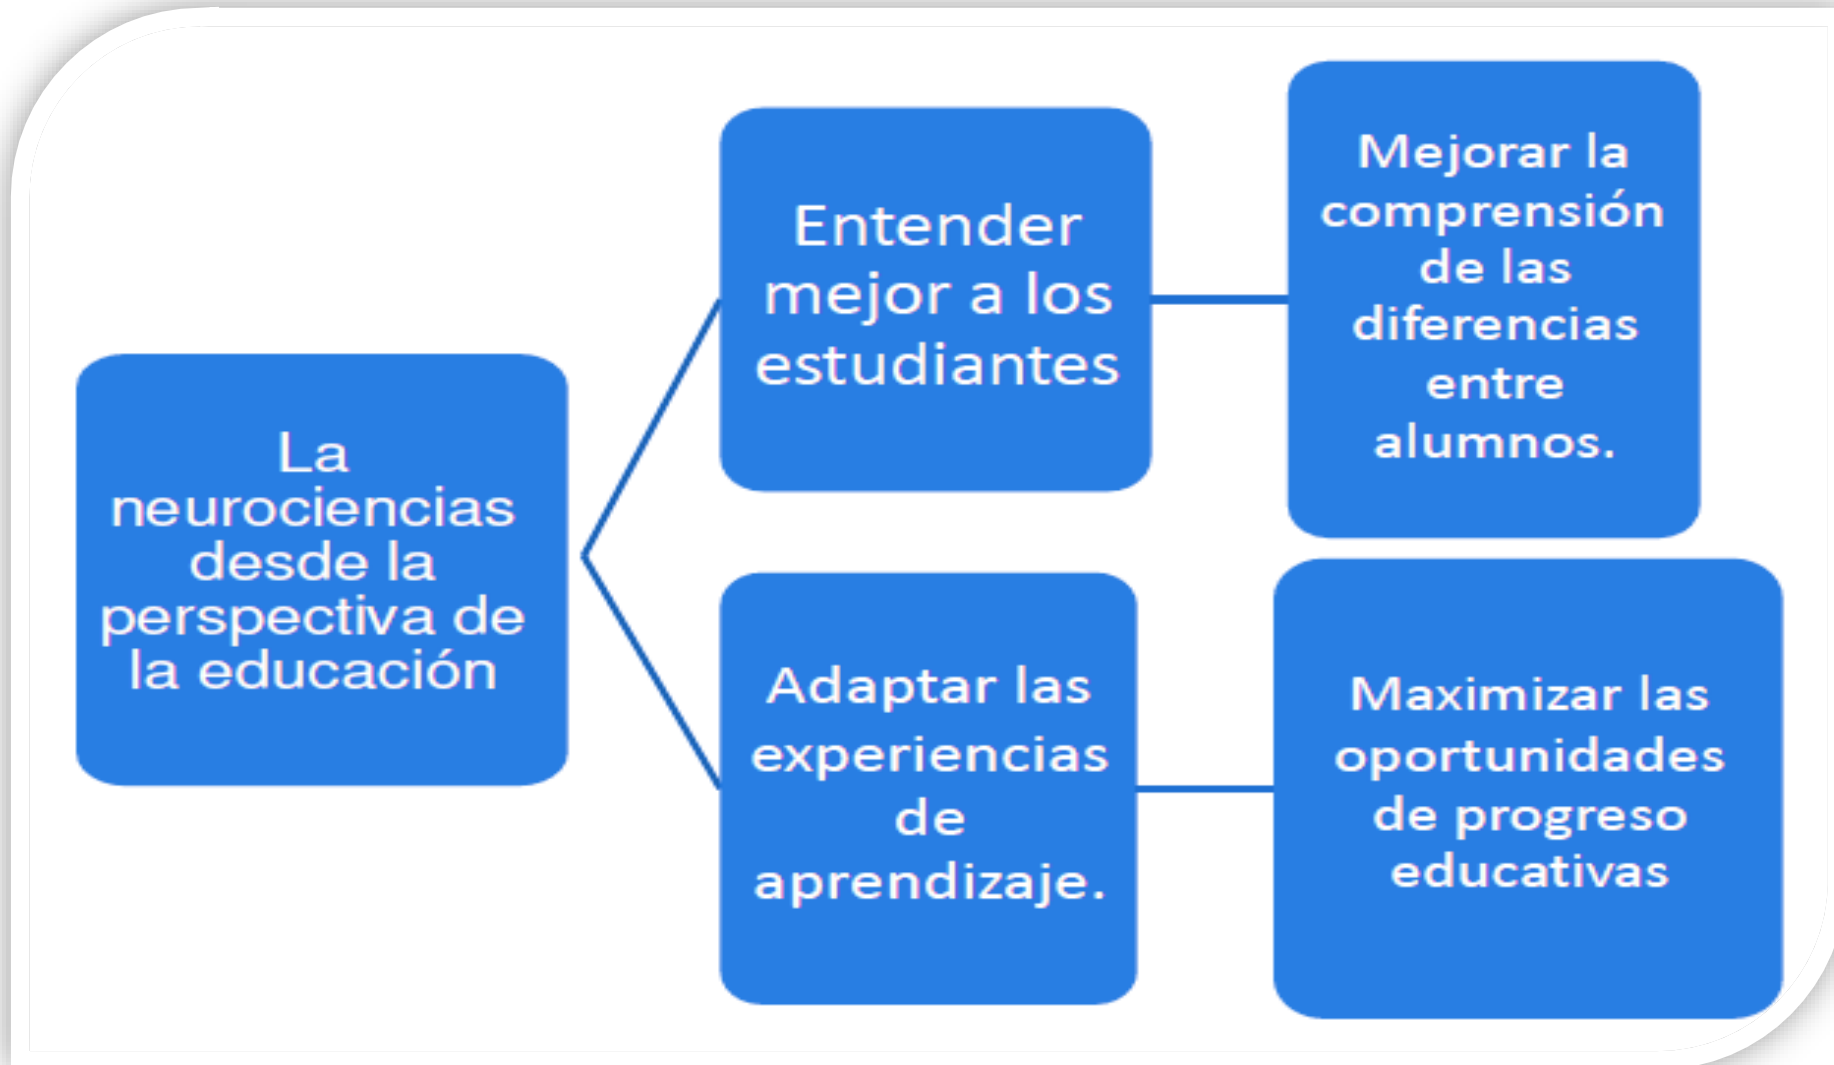 La
neurociencias
desde la
perspectiva de
la educación
Entender
mejor a los
estudiantes
Mejorar la
comprensión
de las
diferencias
entre
alumnos.
Adaptar las
experiencias
de
aprendizaje.
Maximizar las
oportunidades
de progreso
educativas